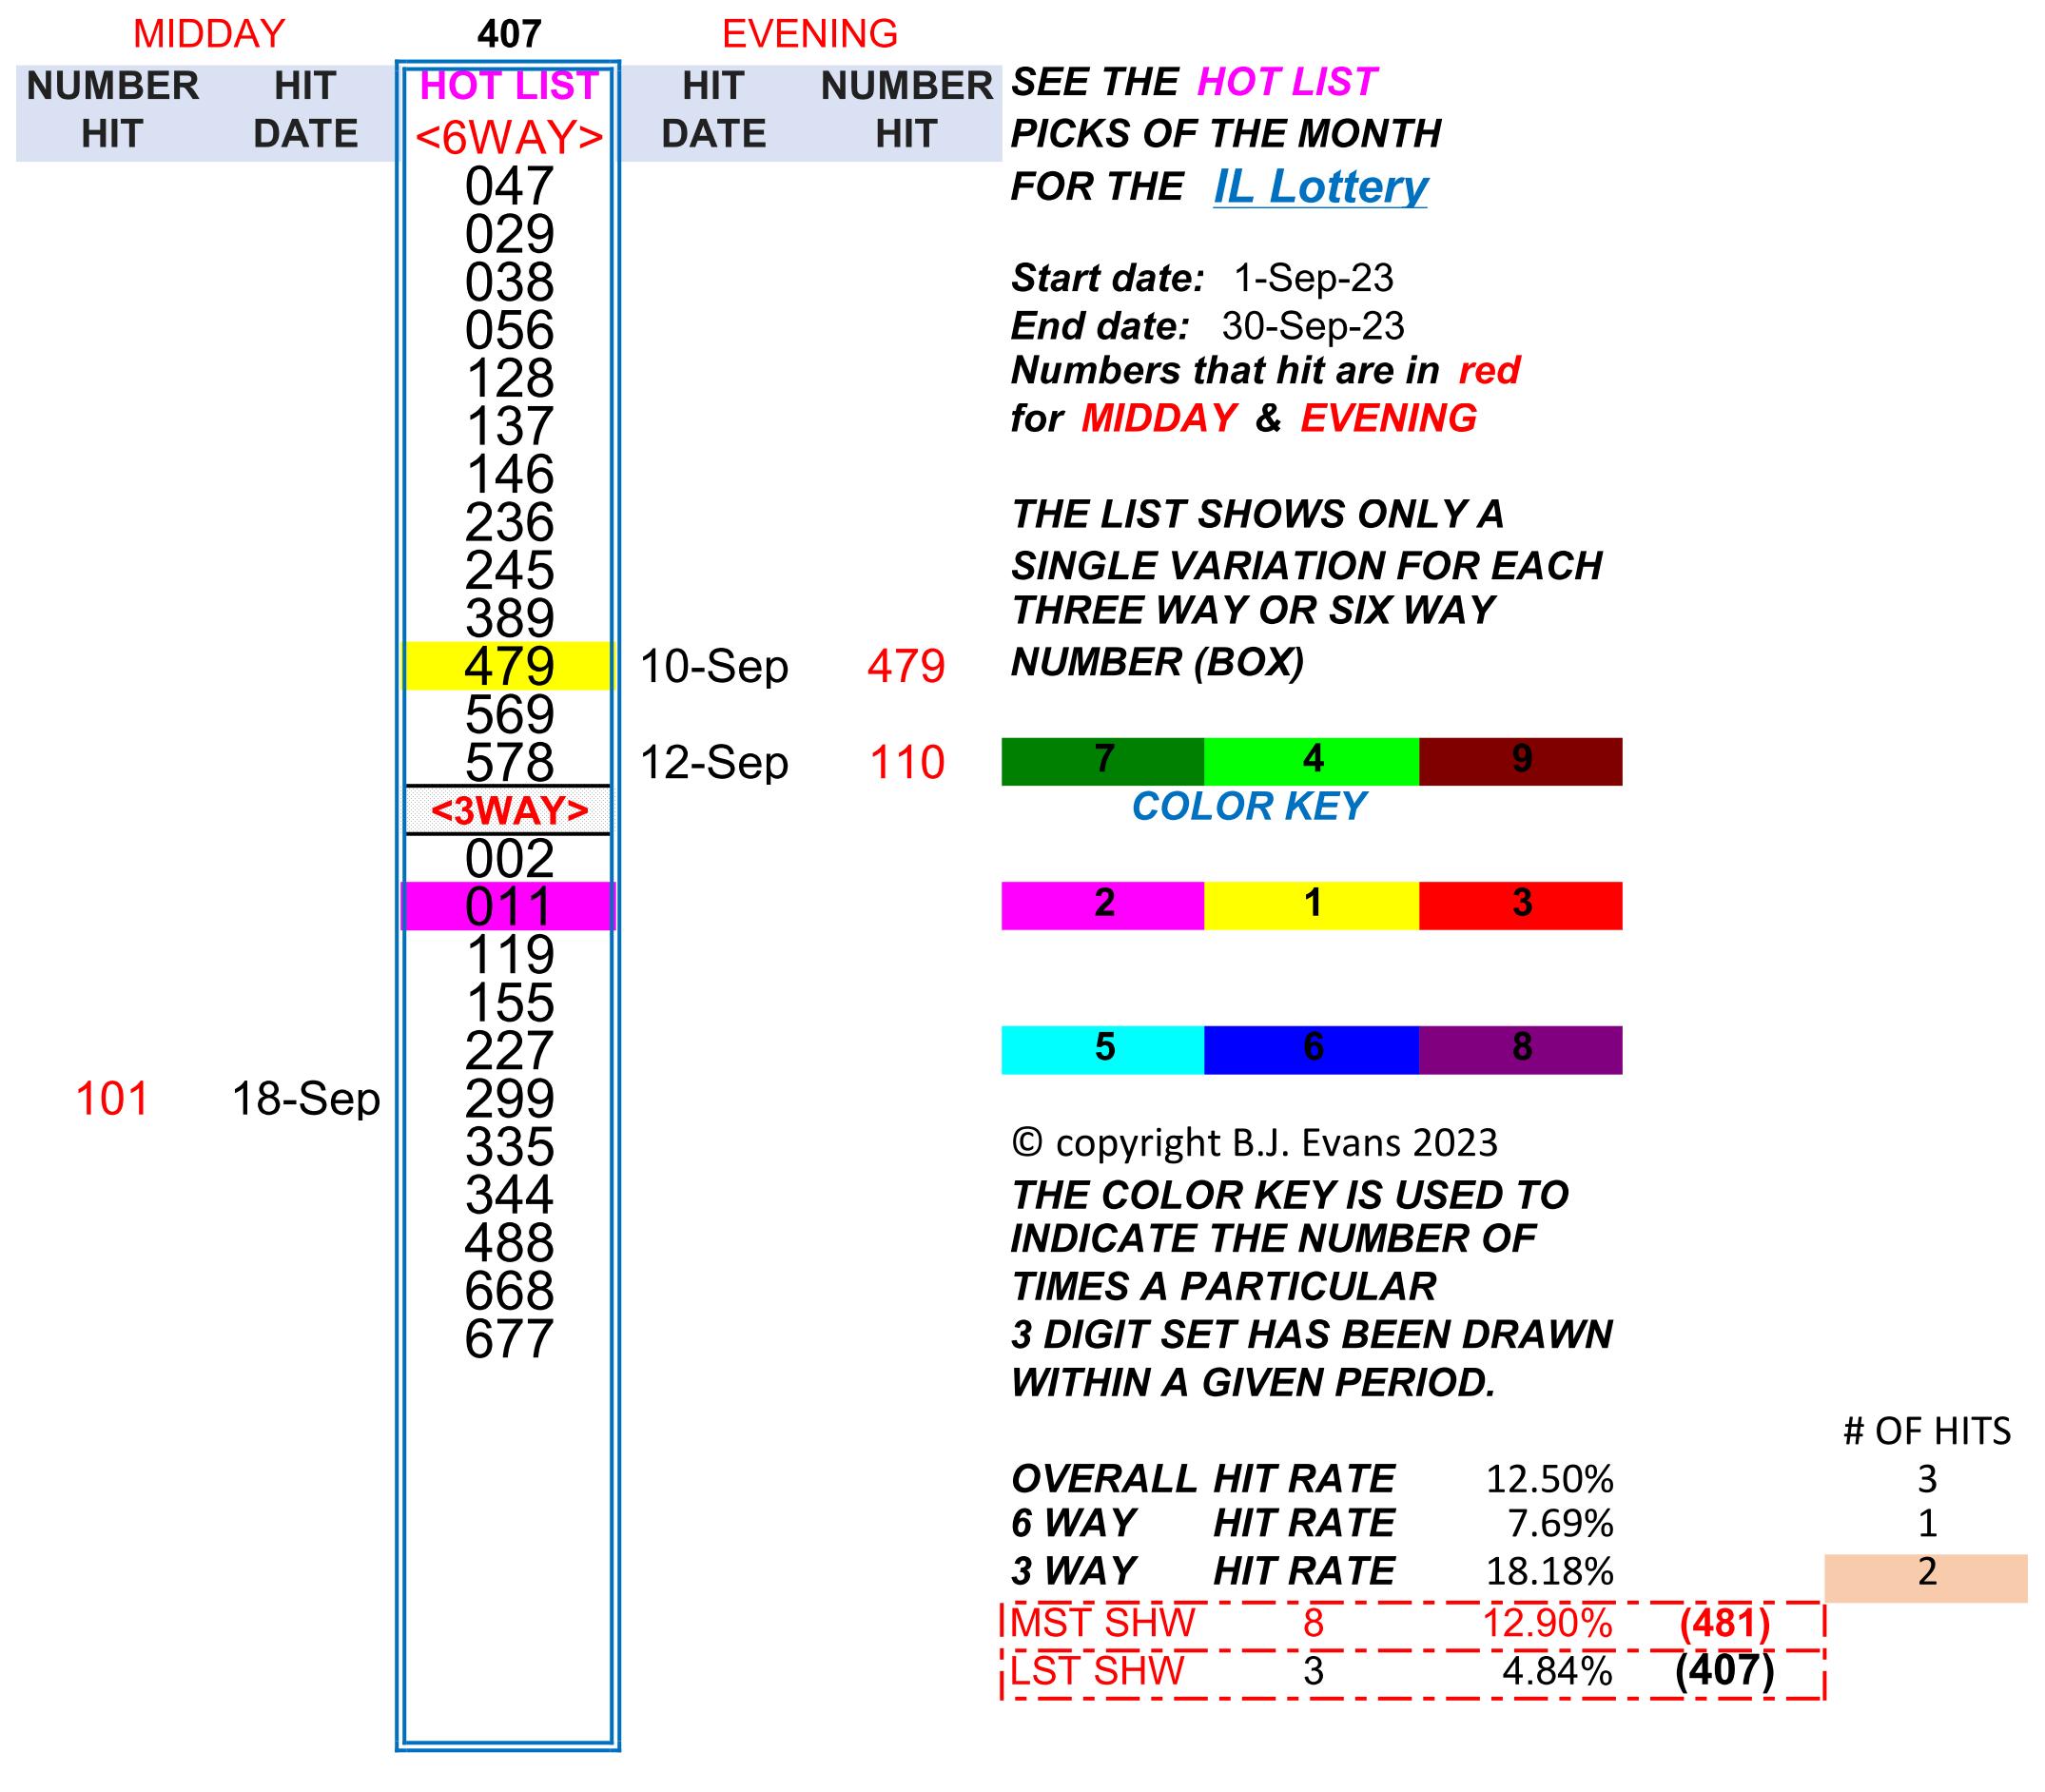 MIDDAY 407 EVENING
NUMBER HIT HOT LIST HIT NUMBER SEE THE HOT LIST
HIT DATE <6WAY> DATE HIT PICKS OF THE MONTH
047 FOR THE IL Lottery
029
038 Start date: 1-Sep-23
056 End date: 30-Sep-23
128 Numbers that hit are in red
137 for MIDDAY & EVENING
146
236 THE LIST SHOWS ONLY A
245 SINGLE VARIATION FOR EACH
389 THREE WAY OR SIX WAY
479 10-Sep 479 NUMBER (BOX)
569
578 12-Sep 110 7 4 9
<3WAY> COLOR KEY
002
011 2 1 3
119
155
227 5 6 8
101 18-Sep 299
335 © copyright B.J. Evans 2023
344 THE COLOR KEY IS USED TO
488 INDICATE THE NUMBER OF
668 TIMES A PARTICULAR
677 3 DIGIT SET HAS BEEN DRAWN
WITHIN A GIVEN PERIOD.
# OF HITS
OVERALL HIT RATE 12.50% 3
6 WAY HIT RATE 7.69% 1
3 WAY HIT RATE 18.18% 2
MST SHW 8 12.90% (481)
LST SHW 3 4.84% (407)